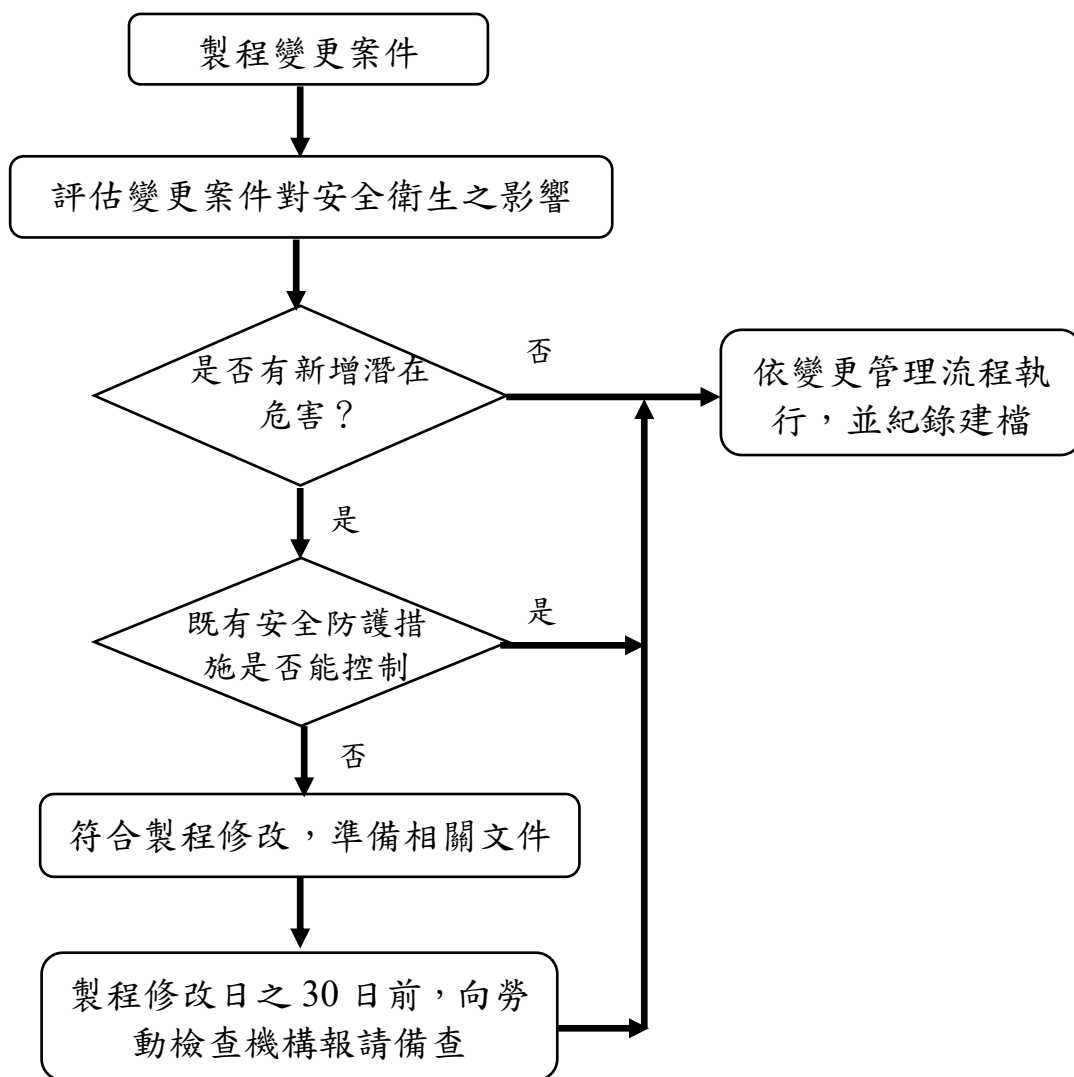 製程變更案件
評估變更案件對安全衛生之影響
是否有新增潛在
危害？
否
依變更管理流程執
行，並紀錄建檔
是
既有安全防護措
施是否能控制
是
否
符合製程修改，準備相關文件
製程修改日之 30 日前，向勞
動檢查機構報請備查